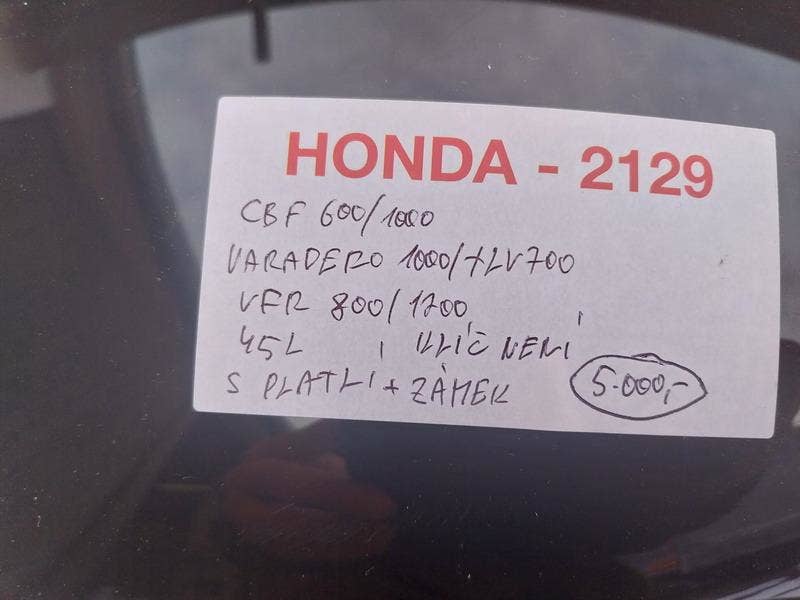 HONDA - 2129
CBF 600/1000
VARADERO 1000/XLV700
VFR 800/1200
45L KLÍČ NENÍ
S PLATLI + ZÁMEK 5.000,-